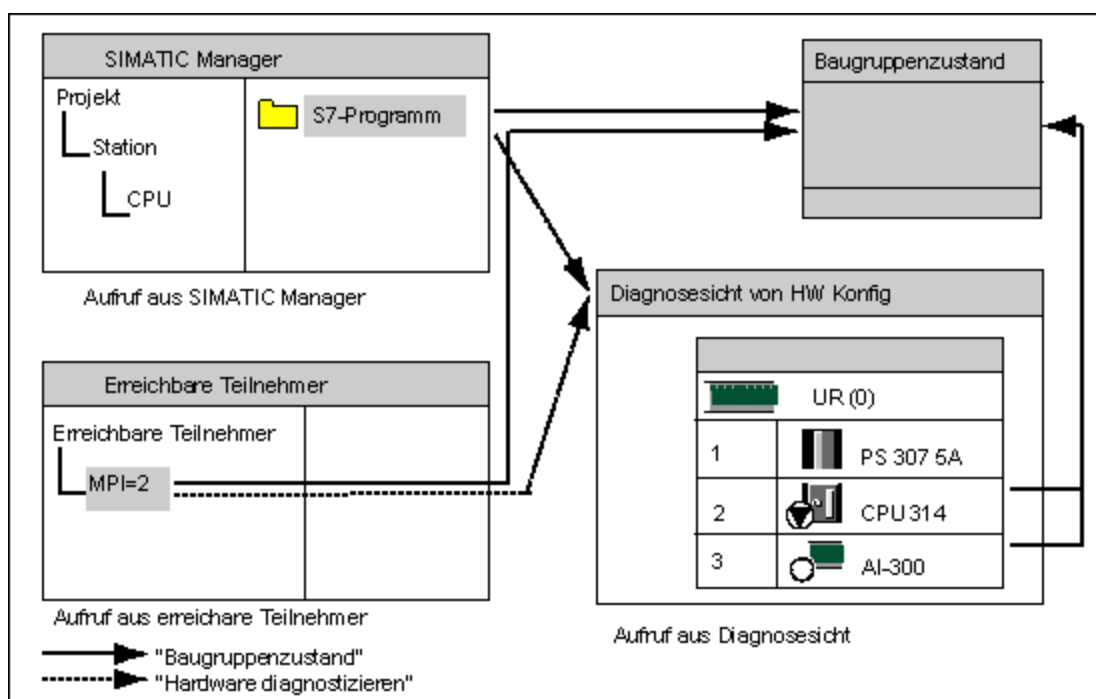 SIMATIC Manager
Projekt
Station
CPU
S7-Programm
Aufruf aus SIMATIC Manager
Baugruppenzustand
Erreichbare Teilnehmer
Erreichbare Teilnehmer
MPI=2
Aufruf aus erreichare Teilnehmer
Diagnosesicht von HW Konfig
UR (0)
1 PS 307 5A
2 CPU 314
3 AI-300
Aufruf aus Diagnosesicht
"Baugruppenzustand"
"Hardware diagnostizieren"